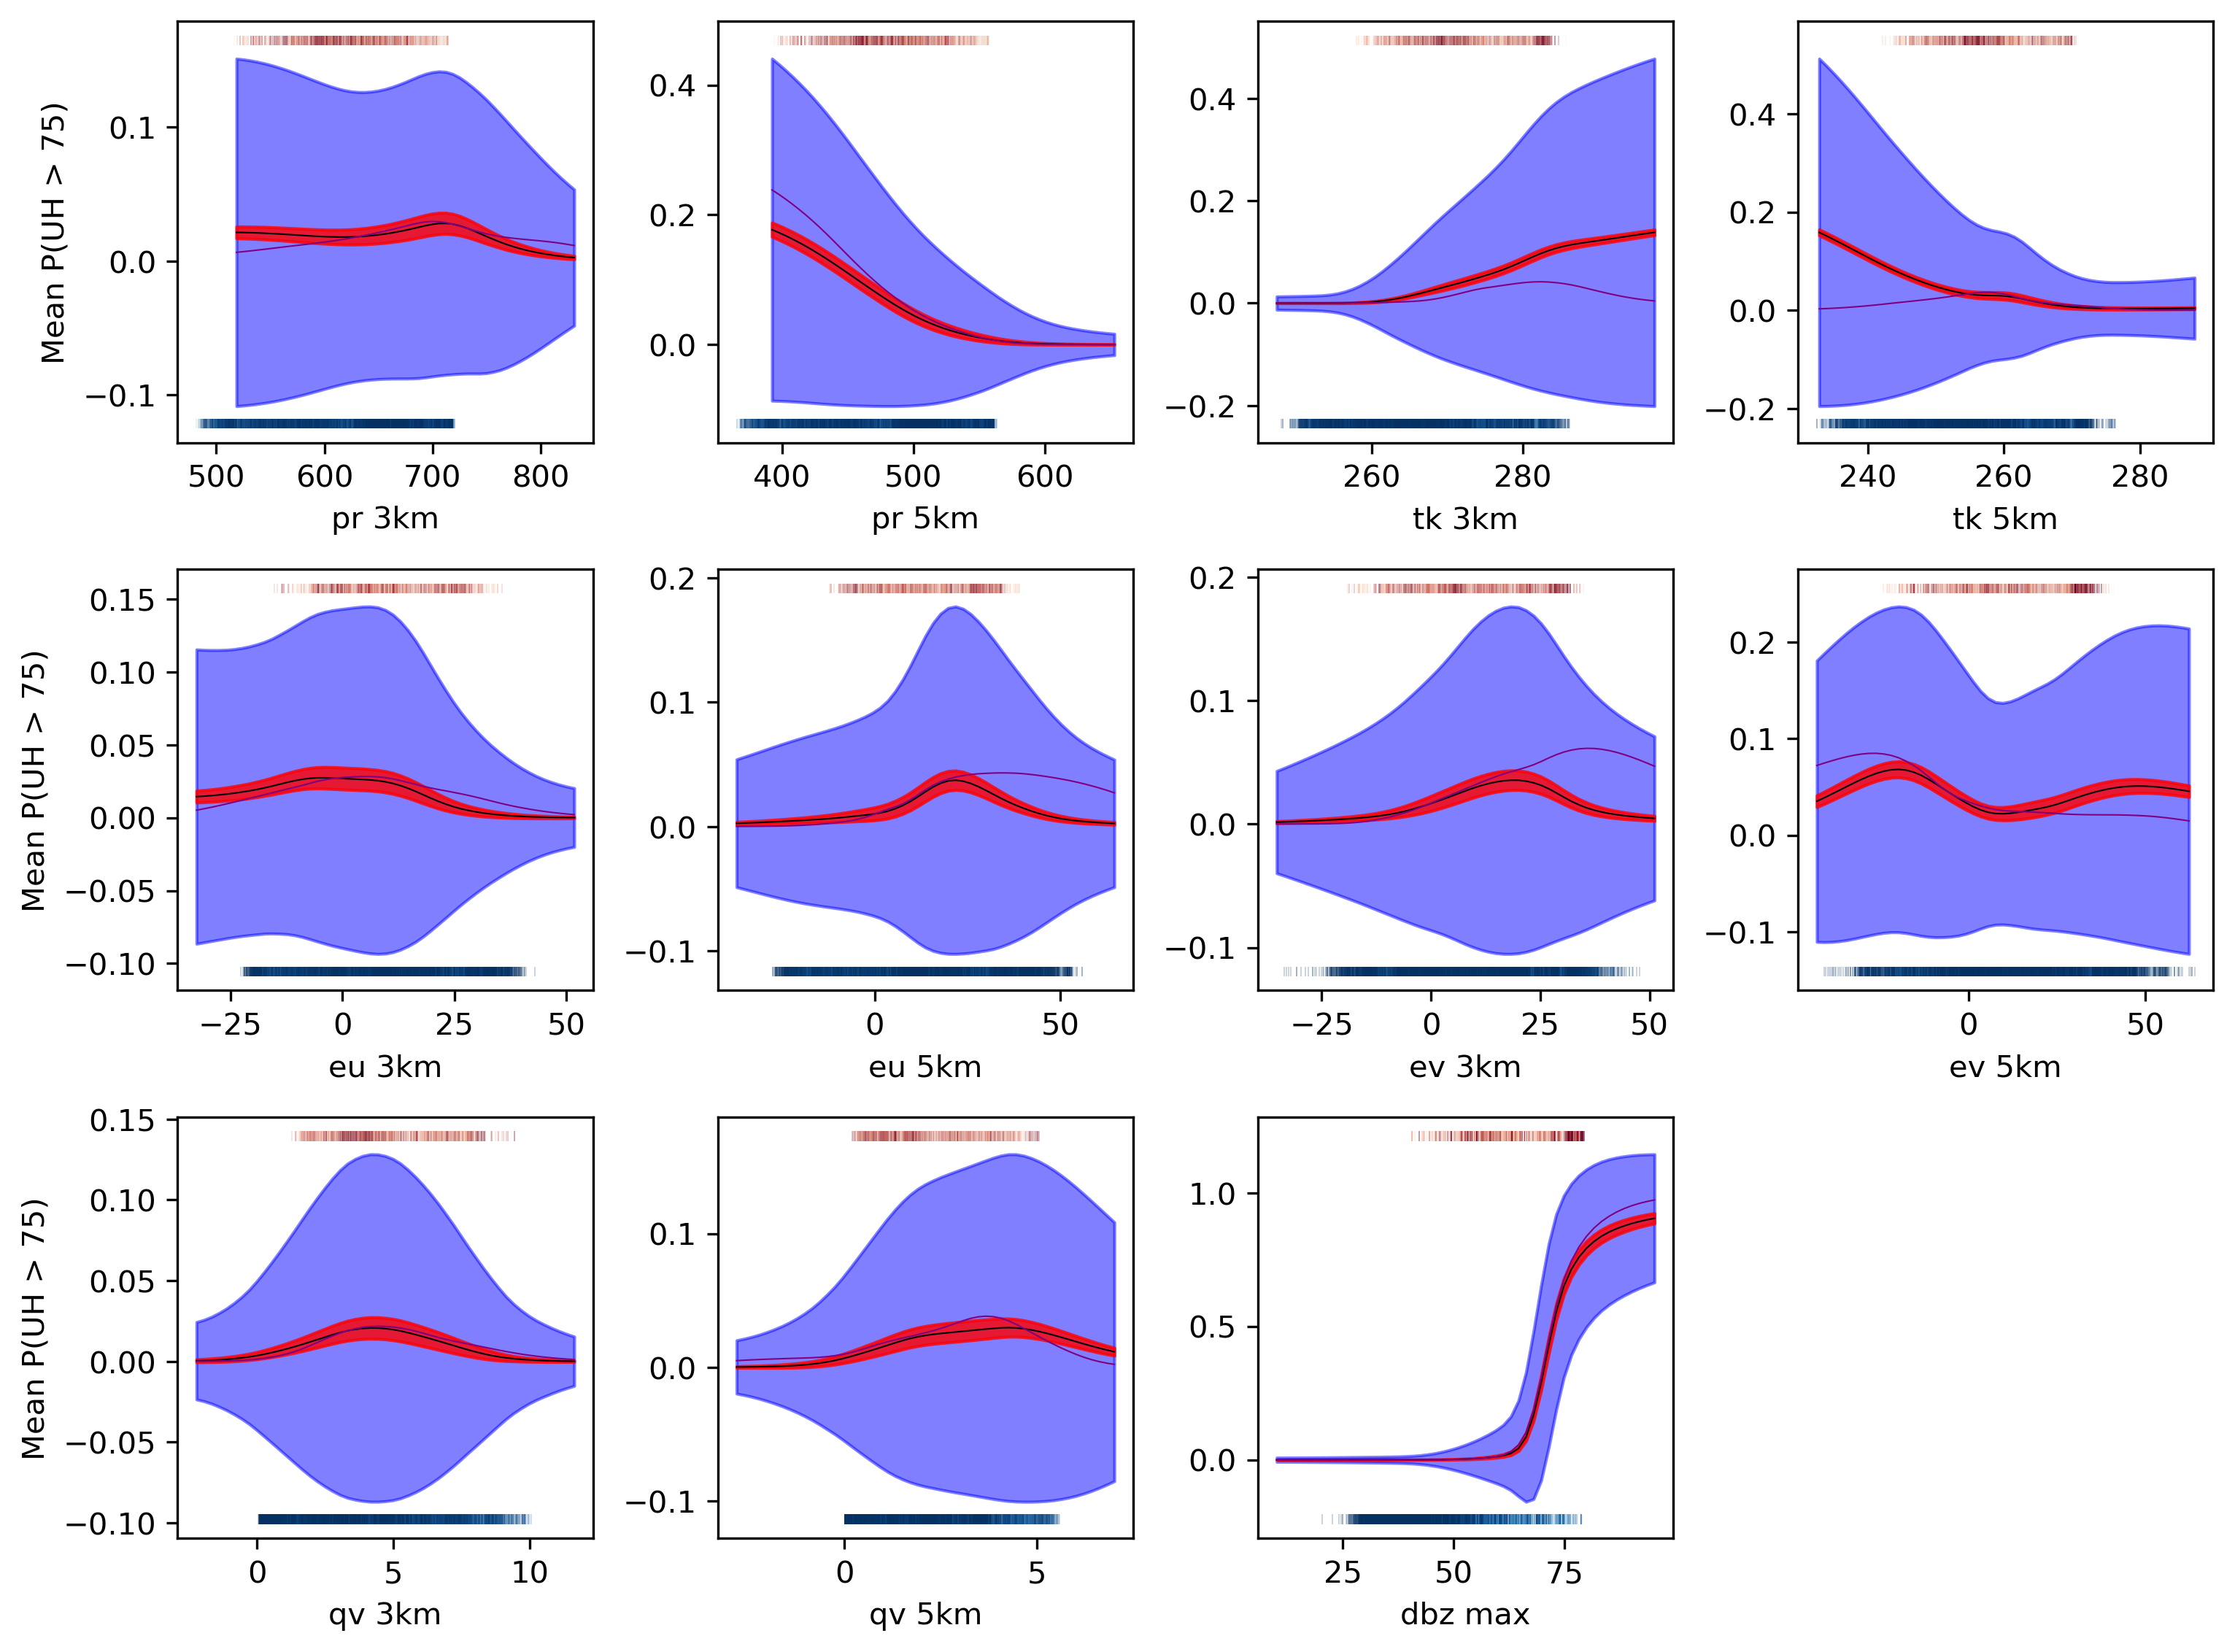 Mean P(UH > 75)
0.1
0.0
−0.1
500 600 700 800
pr 3km
0.4
0.2
0.0
400 500 600
pr 5km
0.4
0.2
0.0
−0.2
260 280
tk 3km
0.4
0.2
0.0
−0.2
240 260 280
tk 5km
Mean P(UH > 75)
0.15
0.10
0.05
0.00
−0.05
−0.10
−25 0 25 50
eu 3km
0.2
0.1
0.0
−0.1
0 50
eu 5km
0.2
0.1
0.0
−0.1
−25 0 25 50
ev 3km
0.2
0.1
0.0
−0.1
0 50
ev 5km
Mean P(UH > 75)
0.15
0.10
0.05
0.00
−0.05
−0.10
0 5 10
qv 3km
0.1
0.0
−0.1
0 5
qv 5km
1.0
0.5
0.0
25 50 75
dbz max